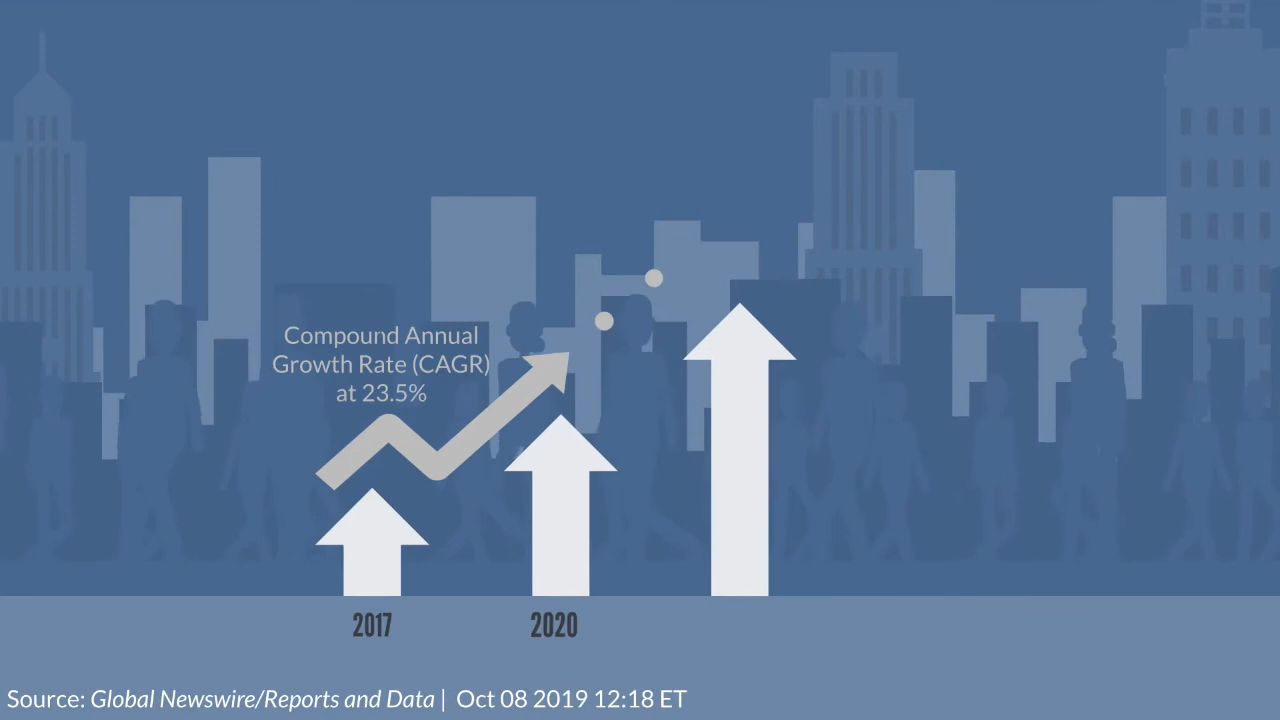 Compound Annual
Growth Rate (CAGR)
at 23.5%
2017
2020
Source: Global Newswire/Reports and Data | Oct 08 2019 12:18 ET